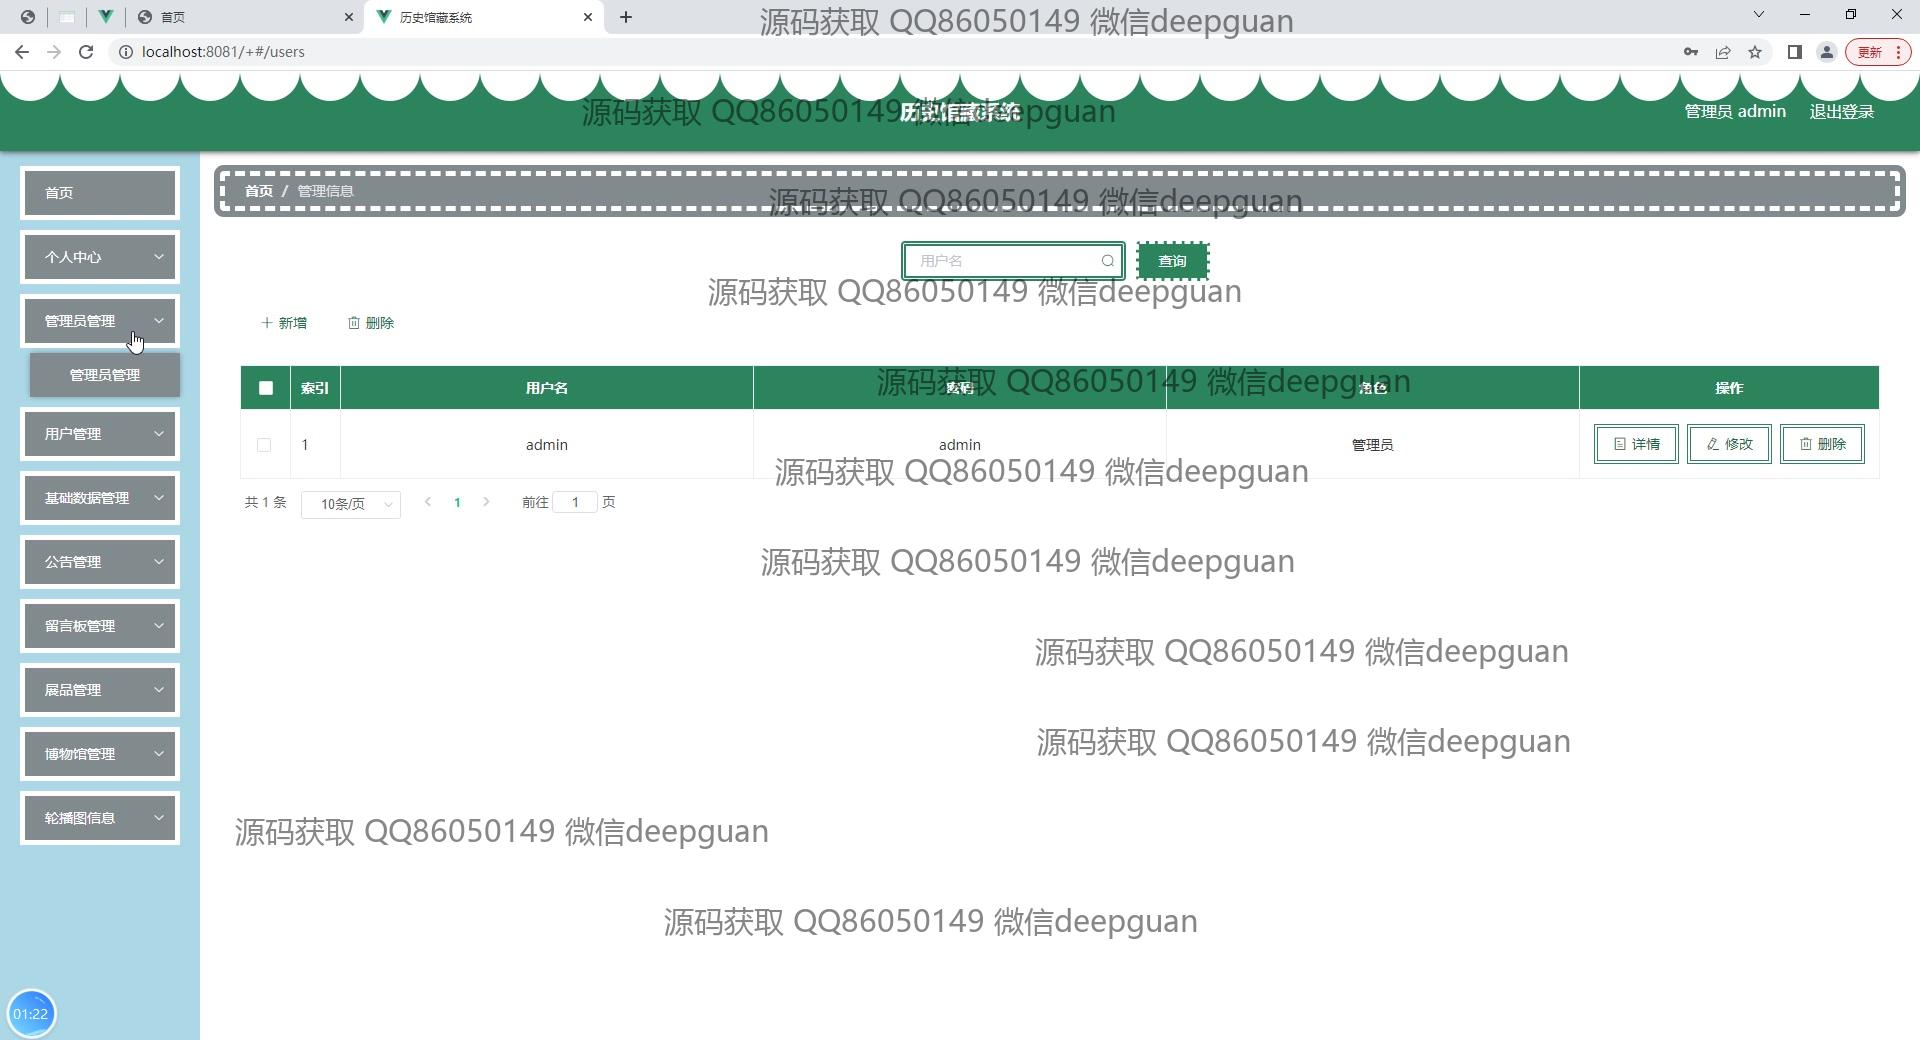 首页
历史馆藏系统
源码获取 QQ86050149 微信deepguan
localhost:8081/+#/users
更新
历史馆藏系统
源码获取 QQ86050149 微信deepguan
管理员 admin 退出登录
首页
个人中心
管理员管理
管理员管理
用户管理
基础数据管理
公告管理
留言板管理
展品管理
博物馆管理
轮播图信息
01:22
首页 / 管理信息
源码获取 QQ86050149 微信deepguan
用户名
查询
源码获取 QQ86050149 微信deepguan
新增 删除
索引 用户名 密码 角色 操作
源码获取 QQ86050149 微信deepguan
1 admin admin 管理员 详情 修改 删除
源码获取 QQ86050149 微信deepguan
共 1 条 10条/页 1 前往 1 页
源码获取 QQ86050149 微信deepguan
源码获取 QQ86050149 微信deepguan
源码获取 QQ86050149 微信deepguan
源码获取 QQ86050149 微信deepguan
源码获取 QQ86050149 微信deepguan